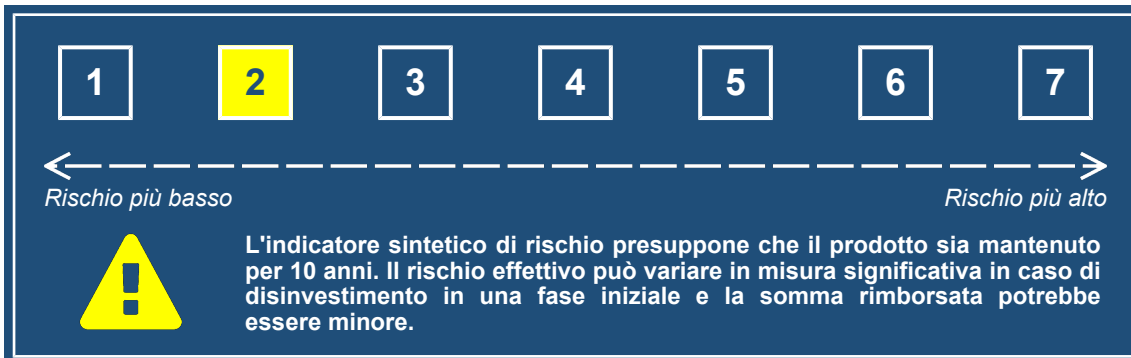 1 2 3 4 5 6 7
Rischio più basso Rischio più alto
L'indicatore sintetico di rischio presuppone che il prodotto sia mantenuto
per 10 anni. Il rischio effettivo può variare in misura significativa in caso di
disinvestimento in una fase iniziale e la somma rimborsata potrebbe
essere minore.